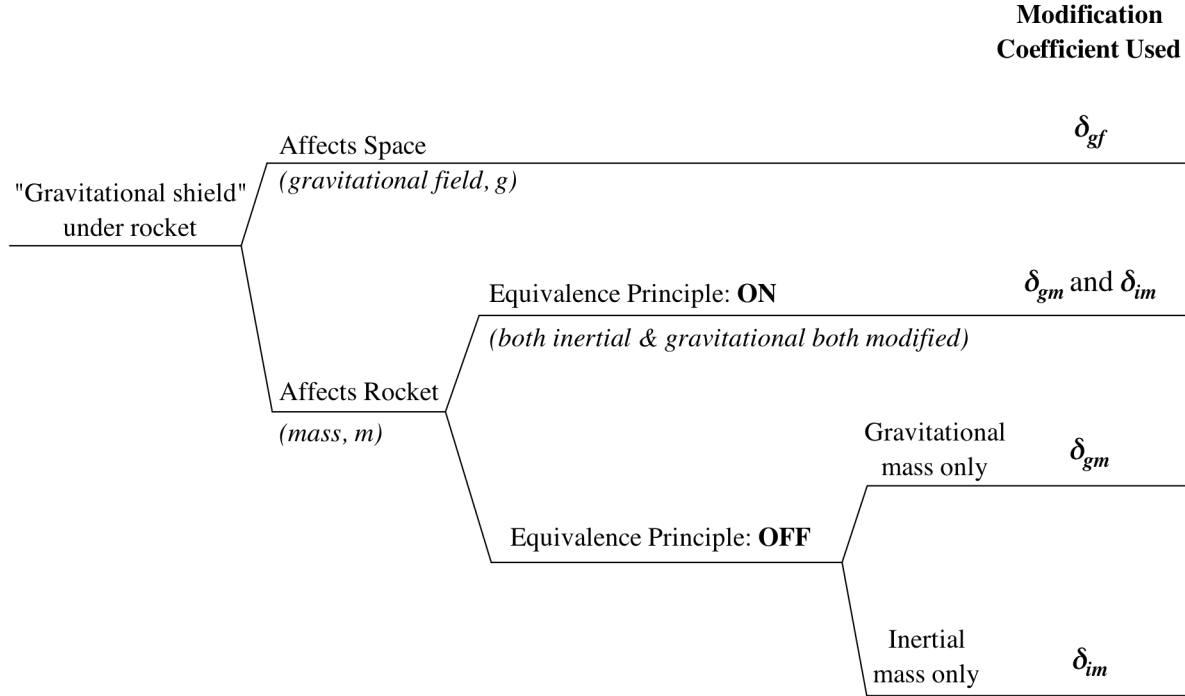 Modification
Coefficient Used
δgf
Affects Space
(gravitational field, g)
"Gravitational shield"
under rocket
Equivalence Principle: ON
δgm and δim
(both inertial & gravitational both modified)
Affects Rocket
(mass, m)
Gravitational
mass only
δgm
Equivalence Principle: OFF
Inertial
mass only
δim